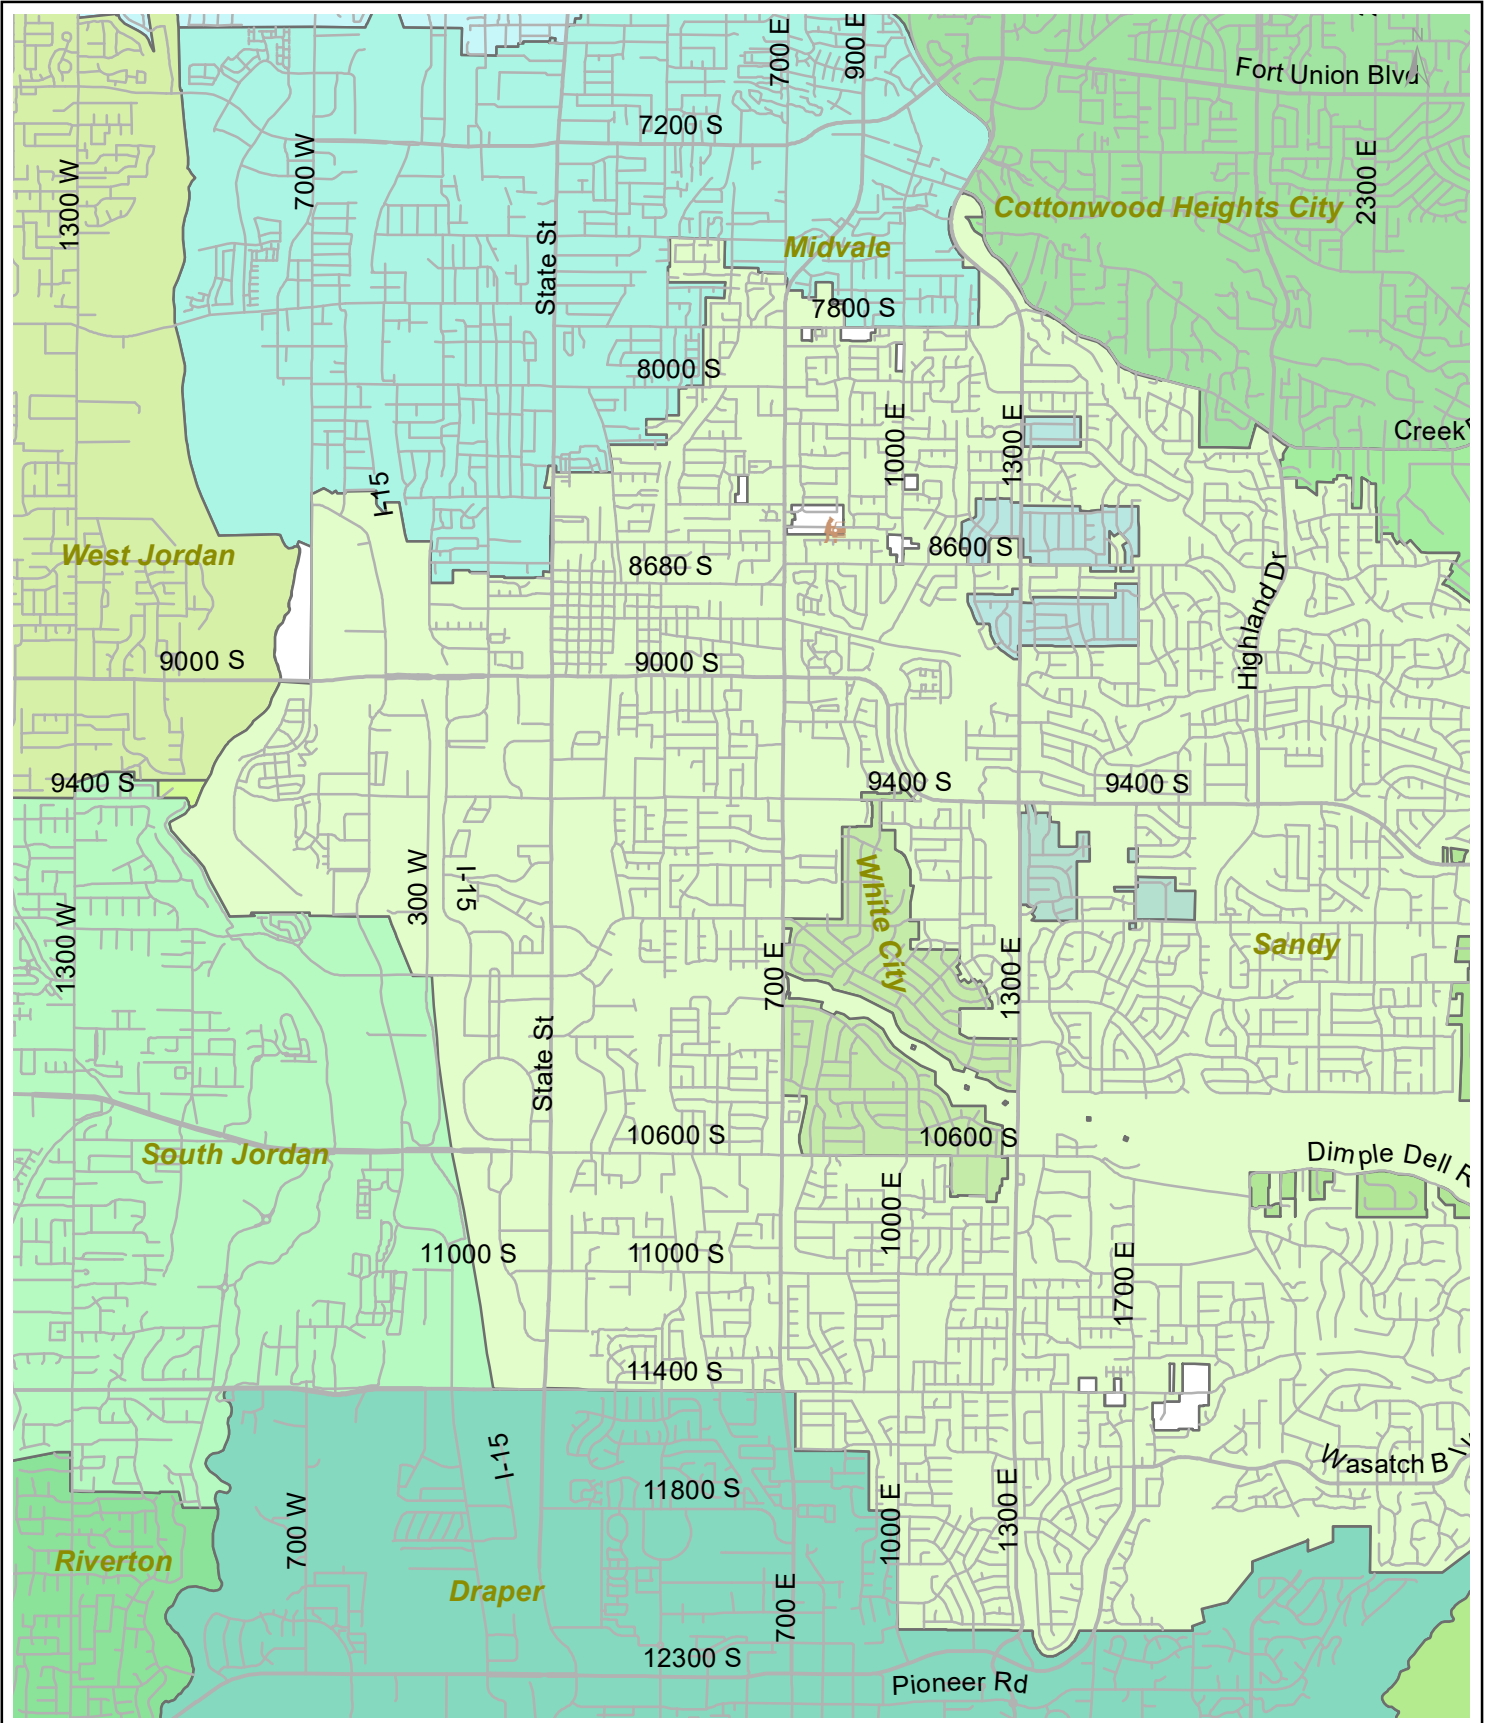 700 E
900 E
N
Fort Union Blvd
7200 S
1300 W
700 W
2300 E
Cottonwood Heights City
State St
Midvale
7800 S
8000 S
1000 E
1300 E
Creek
I-15
West Jordan
8680 S
8600 S
Highland Dr
9000 S
9000 S
9400 S
9400 S
9400 S
300 W
I-15
White City
1300 W
700 E
1300 E
Sandy
State St
South Jordan
10600 S
10600 S
Dimple Dell R
1000 E
11000 S
11000 S
1700 E
11400 S
I-15
Wasatch Blv
11800 S
700 W
1000 E
1300 E
Riverton
Draper
700 E
12300 S
Pioneer Rd